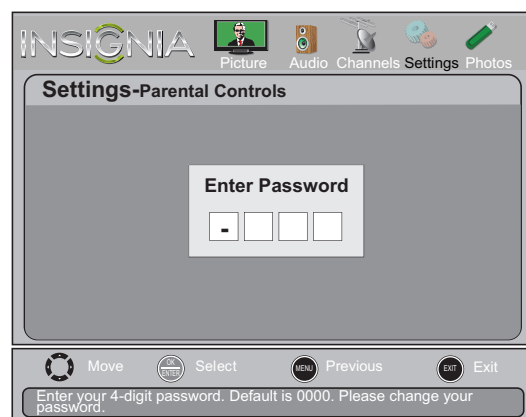 INSIGNIA
Picture Audio Channels Settings Photos
Settings-Parental Controls
Enter Password
-
Move OK ENTER Select MENU Previous EXIT Exit
Enter your 4-digit password. Default is 0000. Please change your
password.